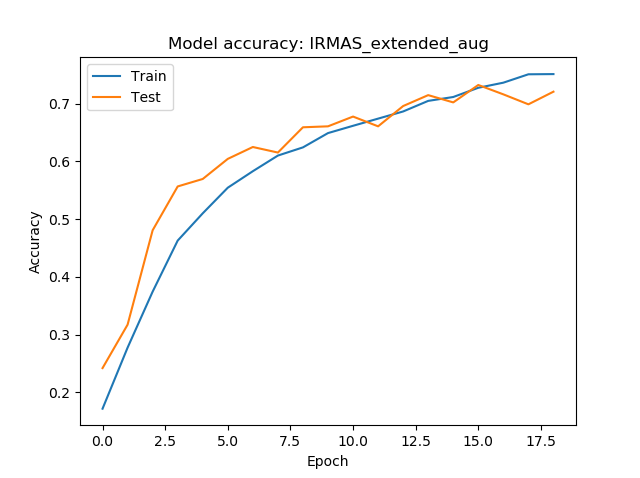 Model accuracy: IRMAS_extended_aug
Train
Test
Accuracy
0.7
0.6
0.5
0.4
0.3
0.2
0.0 2.5 5.0 7.5 10.0 12.5 15.0 17.5
Epoch